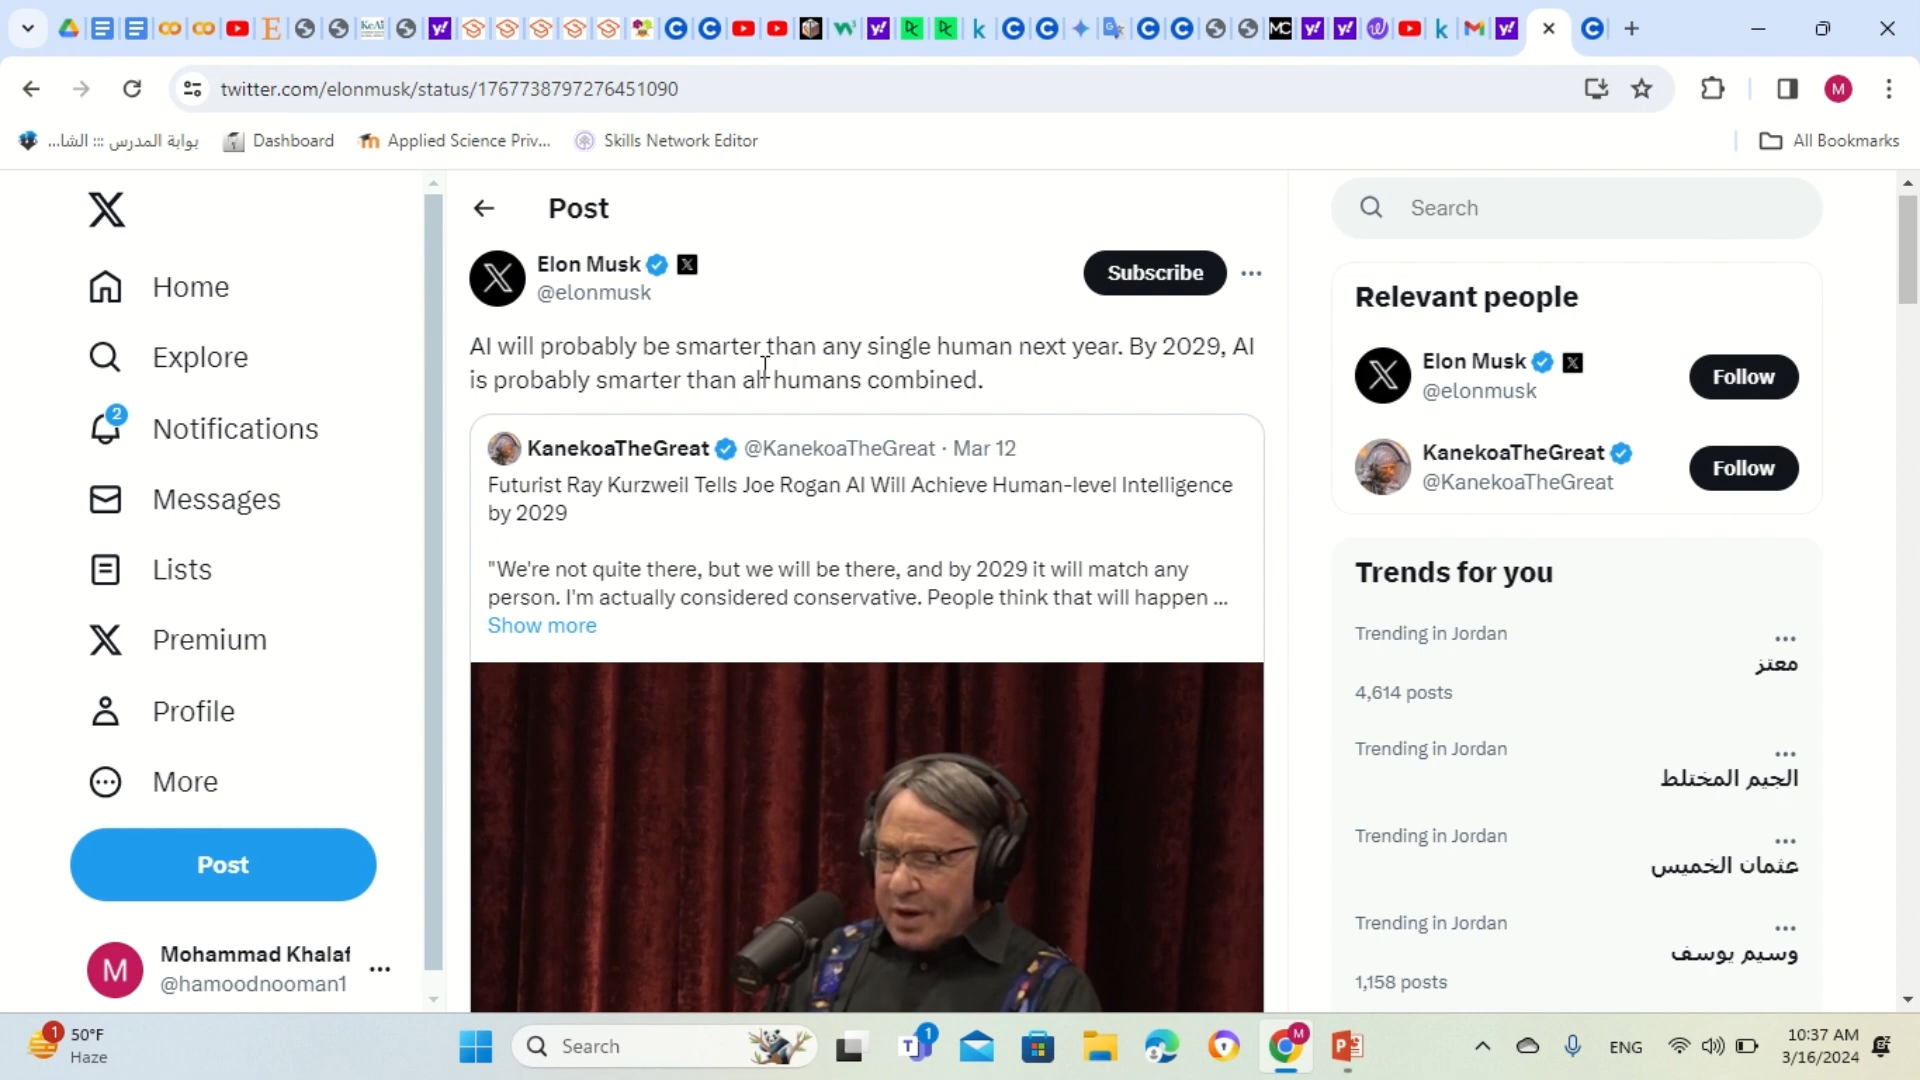 twitter.com/elonmusk/status/1767738797276451090
بوابة المدرس ::: الشا...
Dashboard
Applied Science Priv...
Skills Network Editor
All Bookmarks
M
Home
Explore
2
Notifications
Messages
Lists
Premium
Profile
More
Post
M
Mohammad Khalaf
@hamoodnooman1
Post
Elon Musk
@elonmusk
Subscribe
AI will probably be smarter than any single human next year. By 2029, AI
is probably smarter than all humans combined.
KanekoaTheGreat @KanekoaTheGreat · Mar 12
Futurist Ray Kurzweil Tells Joe Rogan AI Will Achieve Human-level Intelligence
by 2029
"We're not quite there, but we will be there, and by 2029 it will match any
person. I'm actually considered conservative. People think that will happen ...
Show more
Search
Relevant people
Elon Musk
@elonmusk
Follow
KanekoaTheGreat
@KanekoaTheGreat
Follow
Trends for you
Trending in Jordan
معتز
4,614 posts
Trending in Jordan
الجيم المختلط
Trending in Jordan
عثمان الخميس
Trending in Jordan
وسيم يوسف
1,158 posts
1
50°F
Haze
Search
1
M
ENG
10:37 AM
3/16/2024